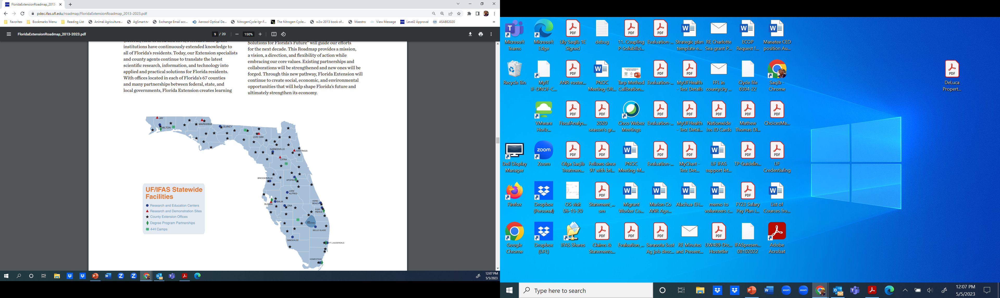 FloridaExtensionRoadmap_2013-
pdec.ifas.ufl.edu/roadmap/FloridaExtensionRoadmap_2013-2023.pdf
Favorites
Bookmarks Menu
Reading List
Animal Agriculture...
AgSmart.tv
Exchange Email acc...
Aerosol Optical De...
NitrogenCycle-Igr-F...
The Nitrogen Cycle...
w2w 2013 book of...
Maestro
View Message
Level2 Approval
ASABE2020
FloridaExtensionRoadmap_2013-2023.pdf
9 / 20
150%
institutions have continuously extended knowledge to
all of Florida's residents. Today, our Extension specialists
and county agents continue to translate the latest
scientific research, information, and technology into
applied and practical solutions for Florida residents.
With offices located in each of Florida's 67 counties
and many partnerships between federal, state, and
local governments, Florida Extension creates learning
Solutions for Florida's Future" will guide our efforts
for the next decade. This Roadmap provides a mission,
a vision, a direction, and flexibility of action while
embracing our core values. Existing partnerships and
collaborations will be strengthened and new ones will be
forged. Through this new pathway, Florida Extension will
continue to create social, economic, and environmental
opportunities that will help shape Florida's future and
ultimately strengthen its economy.
JAY
MILTON
MARIANNA
QUINCY
LIVE OAK
GAINESVILLE
HASTINGS
CITRA
BROOKSVILLE
APOPKA
LAKE
ALFRED
RUSKIN
BALM
ONA
VERO
BEACH
FORT
PIERCE
BELLE GLADE
IMMOKALEE
FT. LAUDERDALE
HOMESTEAD
UF/IFAS Statewide
Facilities
Research and Education Centers
Research and Demonstration Sites
County Extension Offices
Degree Program Partnerships
4-H Camps
12:07 PM
5/5/2023
Microsoft
Teams
Microsoft
Edge
Lily Saqib 1E
Signed
debug
11. Coupling
P-Solubilizi...
Evaluation-...
Strategic plan
template e...
RE Charlotte
Sea grant P...
ECOP
Request f...
Manatee CED
position Au...
Recycle Bin
MyIT
IF-DNOF-C...
ANR-roster...
PNOC
Meeting-DR...
Tarp Method
Calibration...
Evaluation-...
MyUFHealth
- Test Details
FFL in
countycity ...
Clyde file
0304-22
Saqib -
Chrome
DeLuca
Propert...
VMware
Horiz...
FiscalAnalys...
2020
season's gr...
Cisco Webex
Meetings
Evaluation-...
MyUFHealth
- Test Detai...
Nationwide
Ins ID Cards
Mathew
Thomas Di...
ChoicesMa...
Dell Display
Manager
Zoom
Olga Saqib
Treatmen...
Fellows since
97 with bri...
PNOC
Meeting-M...
Evaluation-...
MyChart -
Test Det...
UF IFAS
support let...
TP-Guidelin...
UF
Credentialing
Firefox
Dropbox
(Personal)
OS visit
06-15-20
Statement_...
sm
Migrant
Worker Co...
Marion Co
ANR Age...
Alachua-EH...
memo to
volunteers c...
FY23 Salary
Pay Plan I...
List of
Cources fro...
Google
Chrome
Dropbox
(UFL)
IFAS Shares
Claims &
Statements...
Evaluation_...
Sarasota Sust
Ag job desc...
RE Minutes
and Present...
UW489-Dtc...
Hostetler
IFASpresen...
08102022
Adobe
Acrobat
Type here to search
12:07 PM
5/5/2023